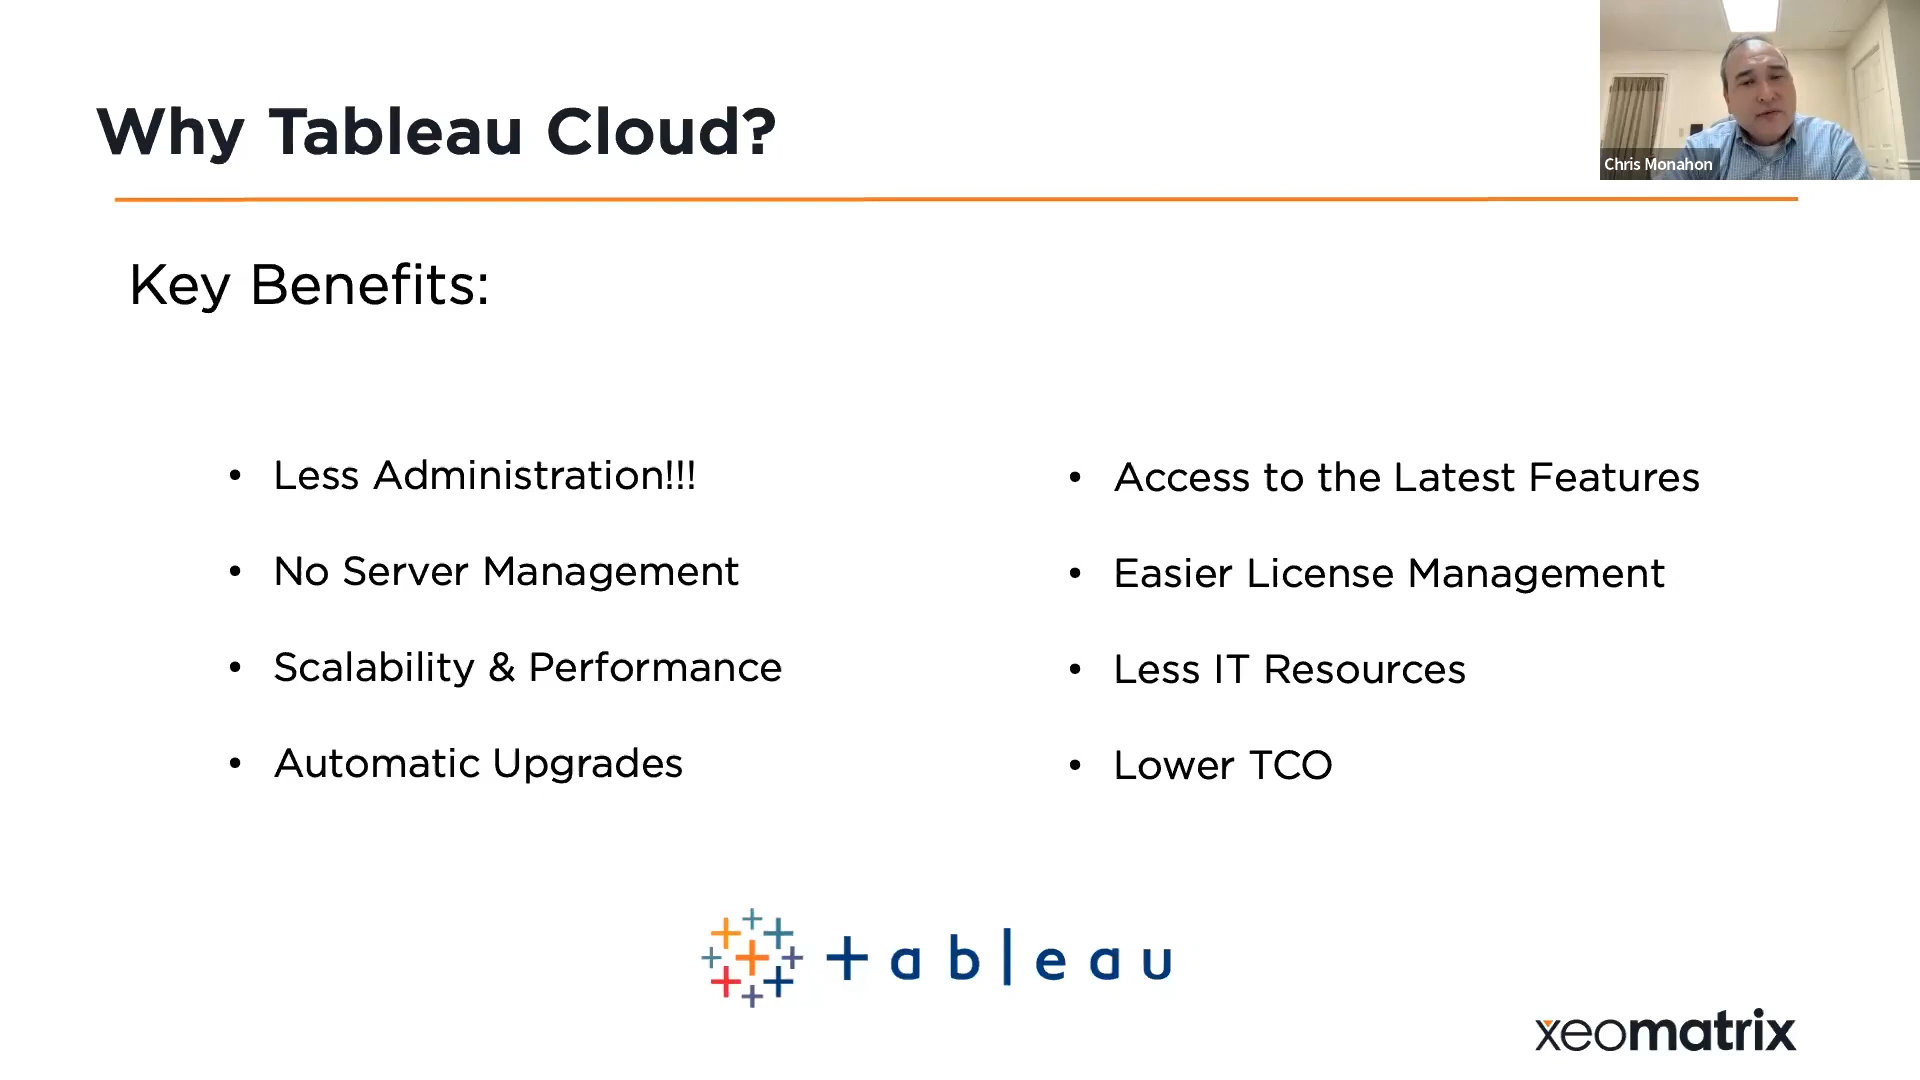 Why Tableau Cloud?
Chris Monahon
Key Benefits:
• Less Administration!!!
• No Server Management
• Scalability & Performance
• Automatic Upgrades
• Access to the Latest Features
• Easier License Management
• Less IT Resources
• Lower TCO
+ableau
xeomatrix